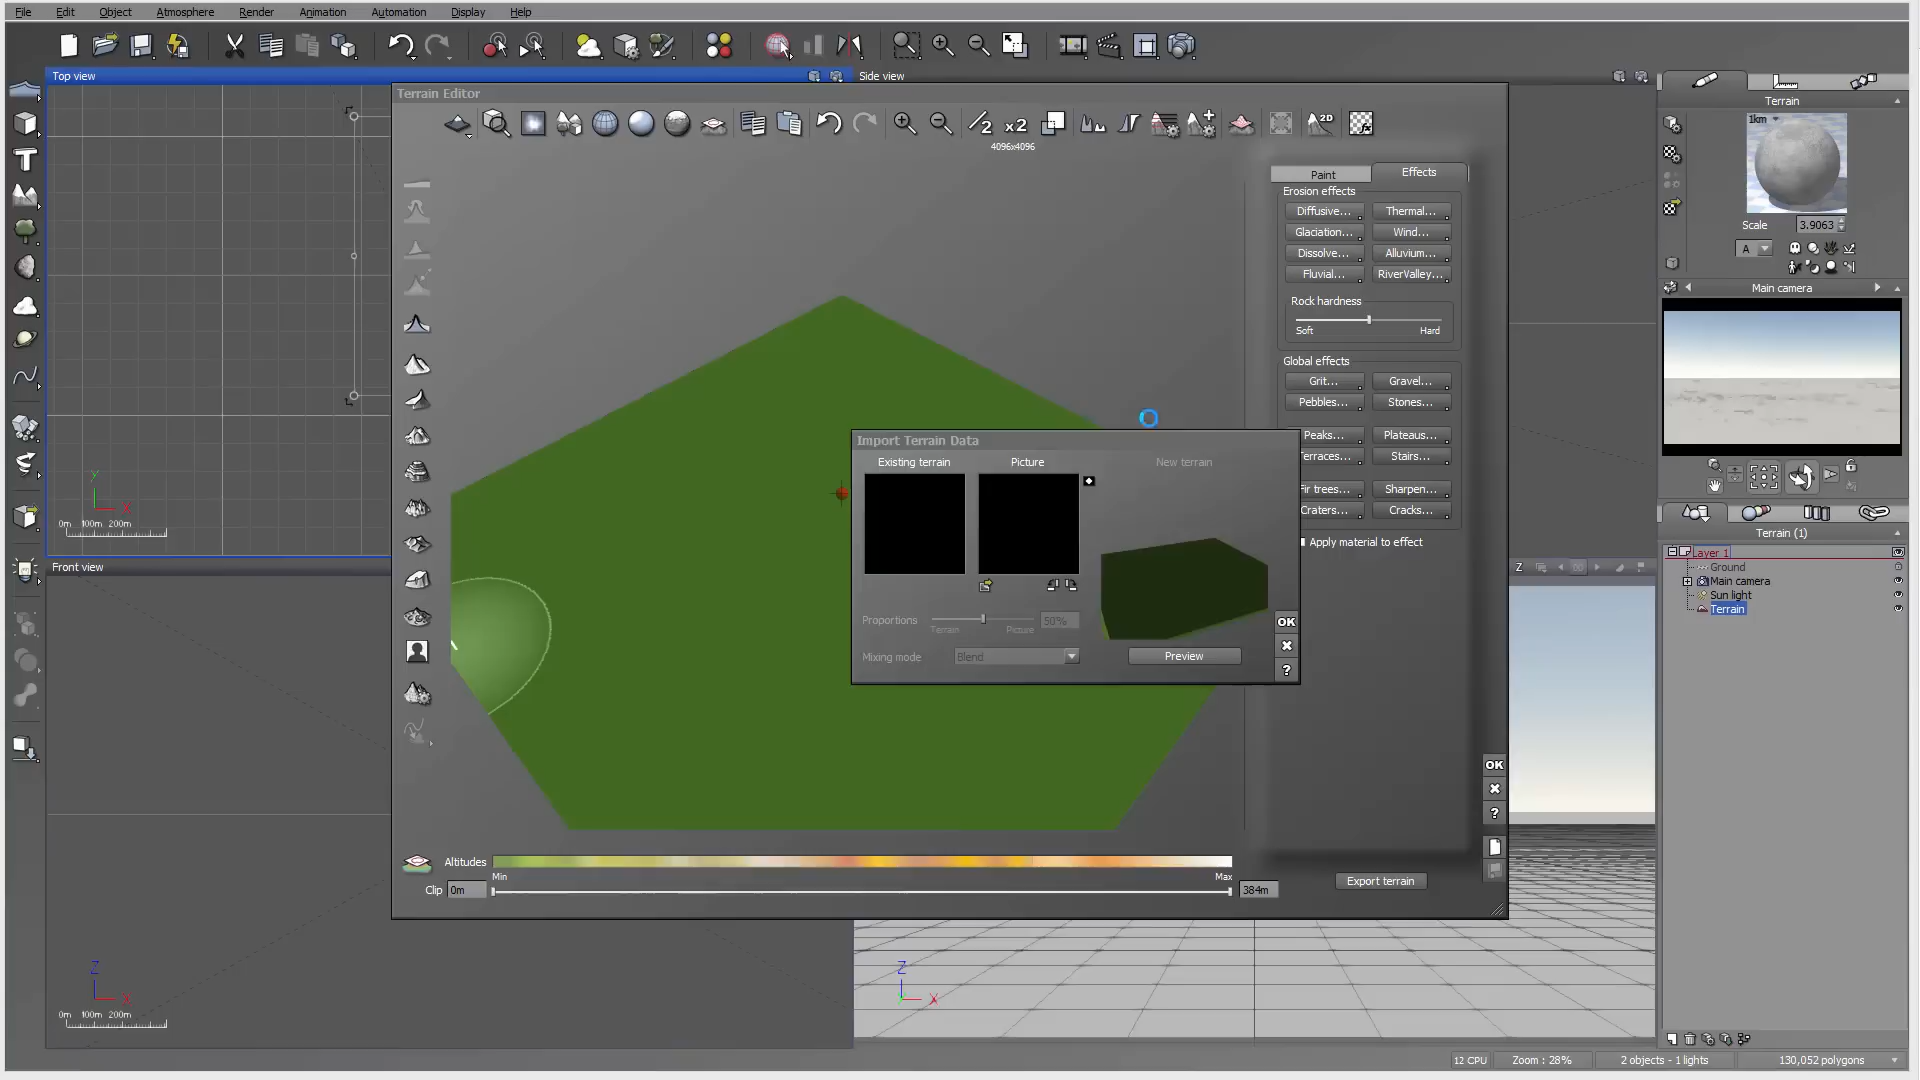 File Edit Object Atmosphere Render Animation Automation Display Help
Top view
Side view
Terrain Editor
4096x4096
Paint Effects
Erosion effects
Diffusive... Thermal...
Glaciation... Wind...
Dissolve... Alluvium...
Fluvial... RiverValley...
Rock hardness
Soft Hard
Global effects
Grit... Gravel...
Pebbles... Stones...
Peaks... Plateaus...
erraces... Stairs...
ir trees... Sharpen...
raters... Cracks...
Apply material to effect
Import Terrain Data
Existing terrain Picture New terrain
Proportions
Terrain Picture
50%
Mixing mode Blend
Preview
OK
?
OK
?
Altitudes
Min Max
Clip 0m 384m
Export terrain
Y
X
0m 100m 200m
Front view
Z
X
0m 100m 200m
Z
Y X
Z
Terrain
1km
Scale 3.9063
A
Main camera
Terrain (1)
Layer 1
Ground
Main camera
Sun light
Terrain
12 CPU Zoom : 28% 2 objects - 1 lights 130,052 polygons